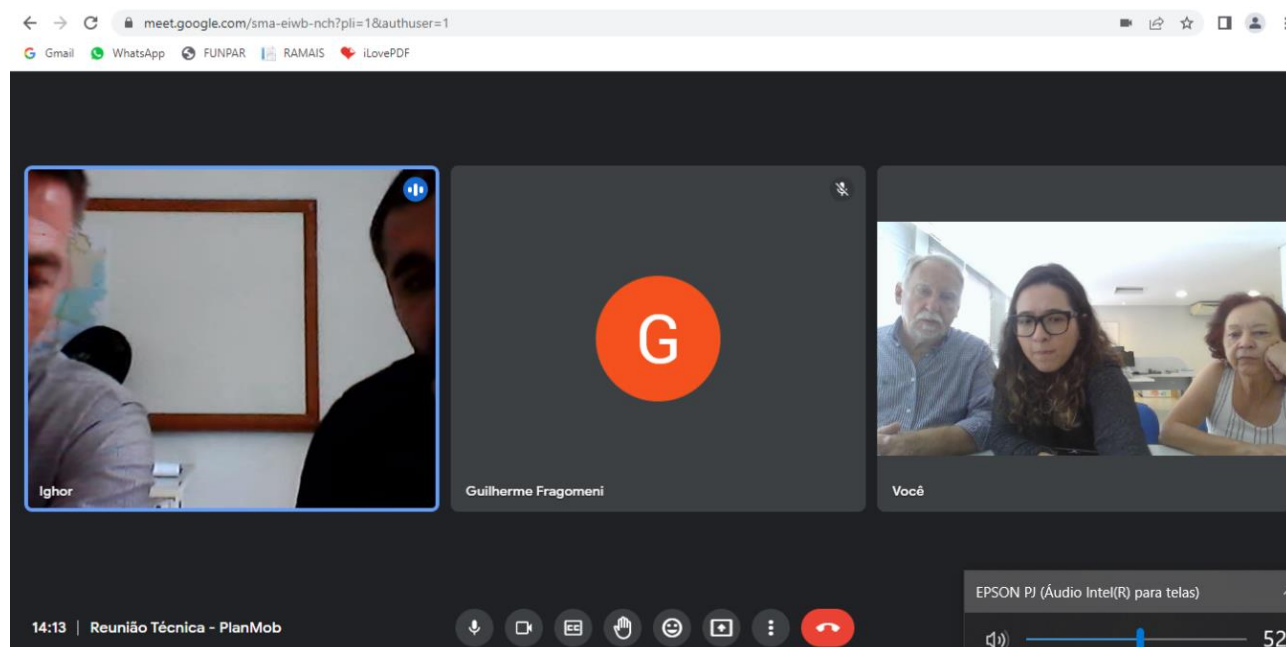 meet.google.com/sma-eiwb-nch?pli=1&authuser=1
Gmail WhatsApp FUNPAR RAMAIS iLovePDF
G
Ighor Guilherme Fragomeni Você
EPSON PJ (Áudio Intel(R) para telas)
14:13 | Reunião Técnica - PlanMob
52